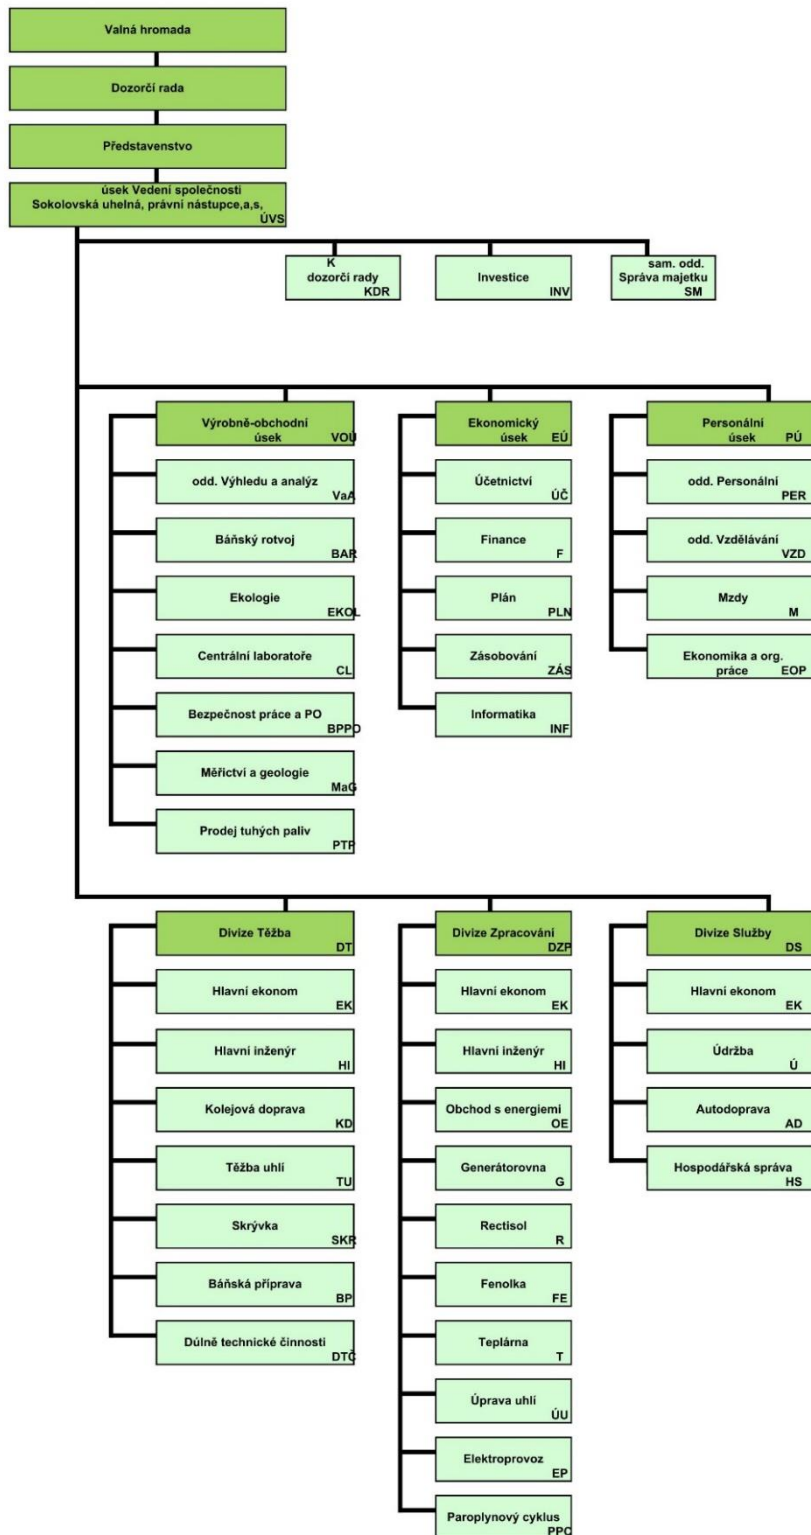 Valná hromada
Dozorčí rada
Představenstvo
úsek Vedení společnosti
Sokolovská uhelná, právní nástupce,a,s,
ÚVS
K
dozorčí rady
KDR
Investice
INV
sam. odd.
Správa majetku
SM
Výrobně-obchodní
úsek VOÚ
odd. Výhledu a analýz
VaA
Báňský rotvoj
BAR
Ekologie
EKOL
Centrální laboratoře
CL
Bezpečnost práce a PO
BPPO
Měřictví a geologie
MaG
Prodej tuhých paliv
PTP
Ekonomický
úsek EÚ
Účetnictví
ÚČ
Finance
F
Plán
PLN
Zásobování
ZÁS
Informatika
INF
Personální
úsek PÚ
odd. Personální
PER
odd. Vzdělávání
VZD
Mzdy
M
Ekonomika a org.
práce EOP
Divize Těžba
DT
Hlavní ekonom
EK
Hlavní inženýr
HI
Kolejová doprava
KD
Těžba uhlí
TU
Skrývka
SKR
Báňská příprava
BP
Důlně technické činnosti
DTČ
Divize Zpracování
DZP
Hlavní ekonom
EK
Hlavní inženýr
HI
Obchod s energiemi
OE
Generátorovna
G
Rectisol
R
Fenolka
FE
Teplárna
T
Úprava uhlí
ÚU
Elektroprovoz
EP
Paroplynový cyklus
PPC
Divize Služby
DS
Hlavní ekonom
EK
Údržba
Ú
Autodoprava
AD
Hospodářská správa
HS